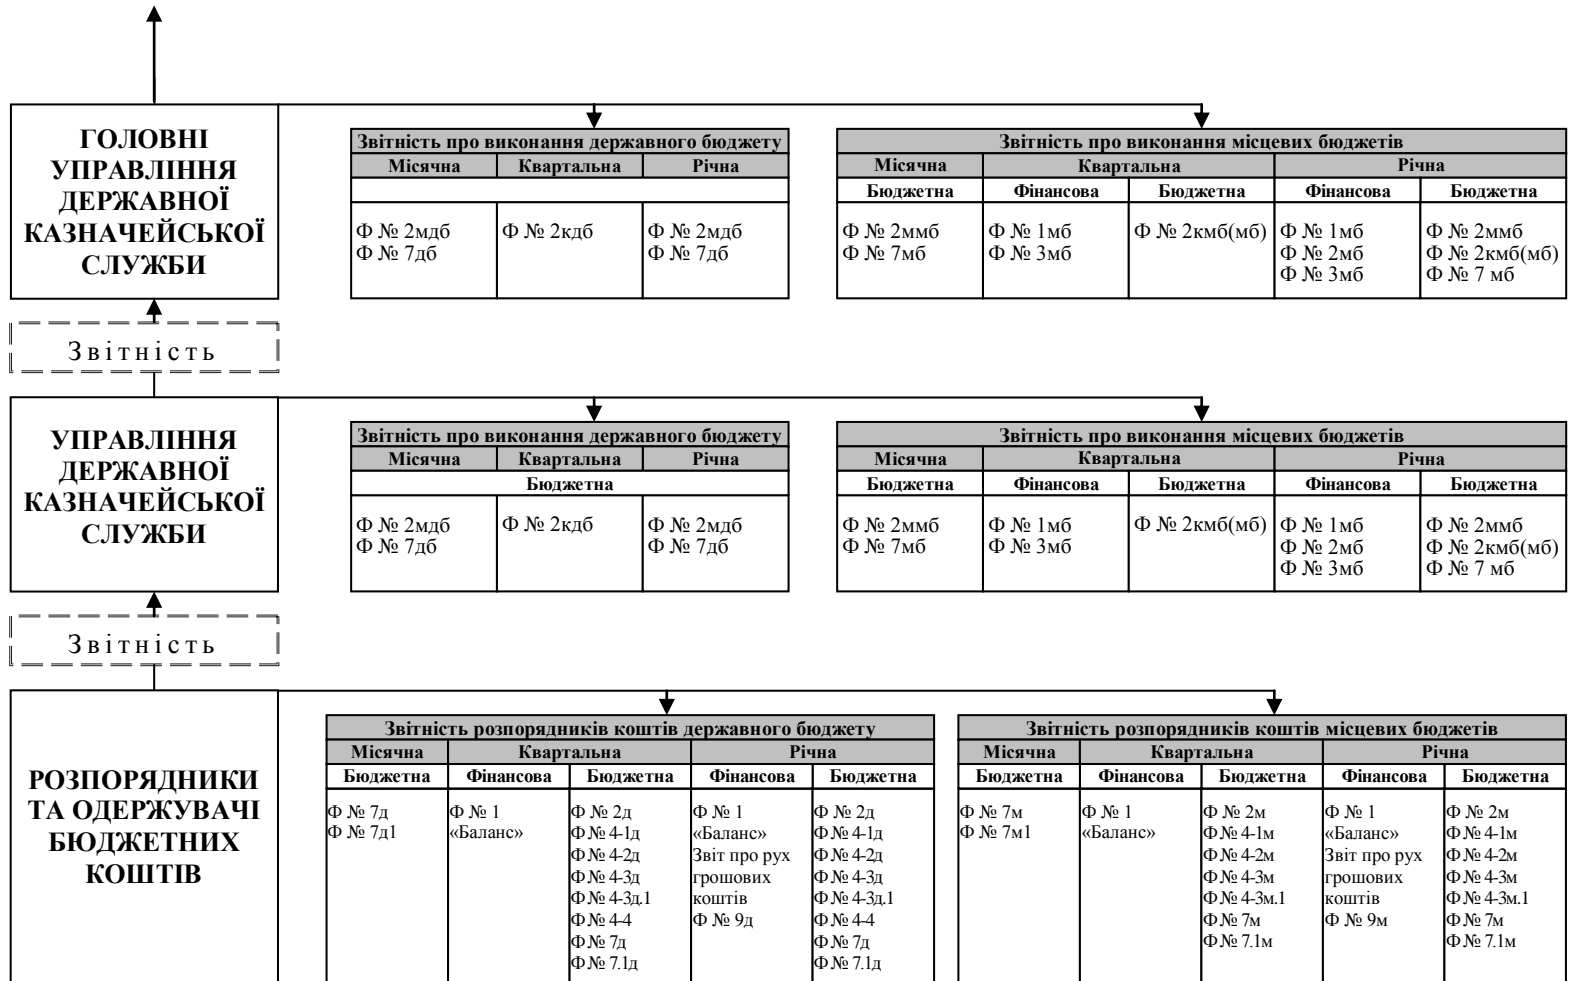 ГОЛОВНІ
УПРАВЛІННЯ
ДЕРЖАВНОЇ
КАЗНАЧЕЙСЬКОЇ
СЛУЖБИ
Звітність про виконання державного бюджету
Місячна Квартальна Річна
Ф № 2мдб Ф № 2кдб Ф № 2мдб
Ф № 7дб Ф № 7дб
Звітність про виконання місцевих бюджетів
Місячна Квартальна Річна
Бюджетна Фінансова Бюджетна Фінансова Бюджетна
Ф № 2ммб Ф № 1мб Ф № 2кмб(мб) Ф № 1мб Ф № 2ммб
Ф № 7мб Ф № 3мб Ф № 2мб Ф № 2кмб(мб)
Ф № 3мб Ф № 7 мб
Звітність
УПРАВЛІННЯ
ДЕРЖАВНОЇ
КАЗНАЧЕЙСЬКОЇ
СЛУЖБИ
Звітність про виконання державного бюджету
Місячна Квартальна Річна
Бюджетна
Ф № 2мдб Ф № 2кдб Ф № 2мдб
Ф № 7дб Ф № 7дб
Звітність про виконання місцевих бюджетів
Місячна Квартальна Річна
Бюджетна Фінансова Бюджетна Фінансова Бюджетна
Ф № 2ммб Ф № 1мб Ф № 2кмб(мб) Ф № 1мб Ф № 2ммб
Ф № 7мб Ф № 3мб Ф № 2мб Ф № 2кмб(мб)
Ф № 3мб Ф № 7 мб
Звітність
РОЗПОРЯДНИКИ
ТА ОДЕРЖУВАЧІ
БЮДЖЕТНИХ
КОШТІВ
Звітність розпорядників коштів державного бюджету
Місячна Квартальна Річна
Бюджетна Фінансова Бюджетна Фінансова Бюджетна
Ф № 7д Ф № 1 Ф № 2д Ф № 1 Ф № 2д
Ф № 7д1 «Баланс» Ф № 4-1д «Баланс» Ф № 4-1д
Ф № 4-2д Звіт про рух Ф № 4-2д
Ф № 4-3д грошових Ф № 4-3д
Ф № 4-3д.1 коштів Ф № 4-3д.1
Ф № 4-4 Ф № 9д Ф № 4-4
Ф № 7д Ф № 7д
Ф № 7.1д Ф № 7.1д
Звітність розпорядників коштів місцевих бюджетів
Місячна Квартальна Річна
Бюджетна Фінансова Бюджетна Фінансова Бюджетна
Ф № 7м Ф № 1 Ф № 2м Ф № 1 Ф № 2м
Ф № 7м1 «Баланс» Ф № 4-1м «Баланс» Ф № 4-1м
Ф № 4-2м Звіт про рух Ф № 4-2м
Ф № 4-3м грошових Ф № 4-3м
Ф № 4-3м.1 коштів Ф № 4-3м.1
Ф № 7м Ф № 9м Ф № 7м
Ф № 7.1м Ф № 7.1м